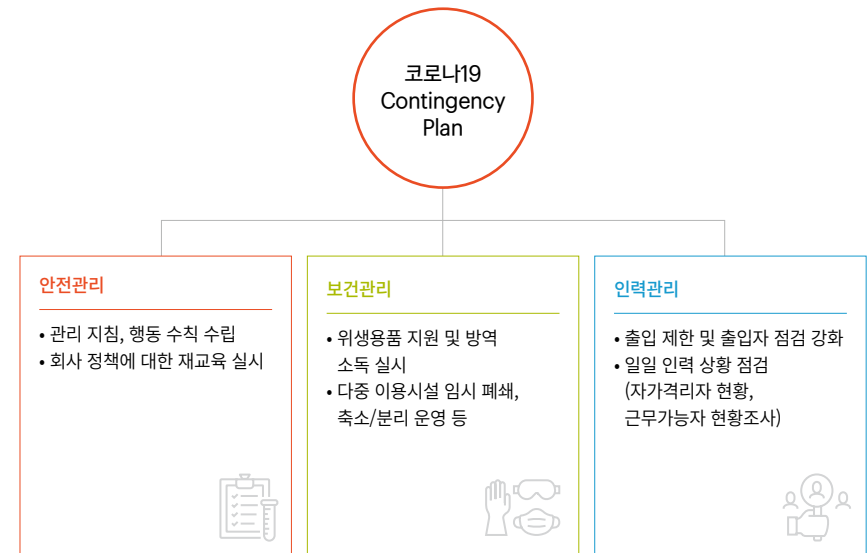 코로나19
Contingency
Plan
안전관리
• 관리 지침, 행동 수칙 수립
• 회사 정책에 대한 재교육 실시
보건관리
• 위생용품 지원 및 방역
소독 실시
• 다중 이용시설 임시 폐쇄,
축소/분리 운영 등
인력관리
• 출입 제한 및 출입자 점검 강화
• 일일 인력 상황 점검
(자가격리자 현황,
근무가능자 현황조사)